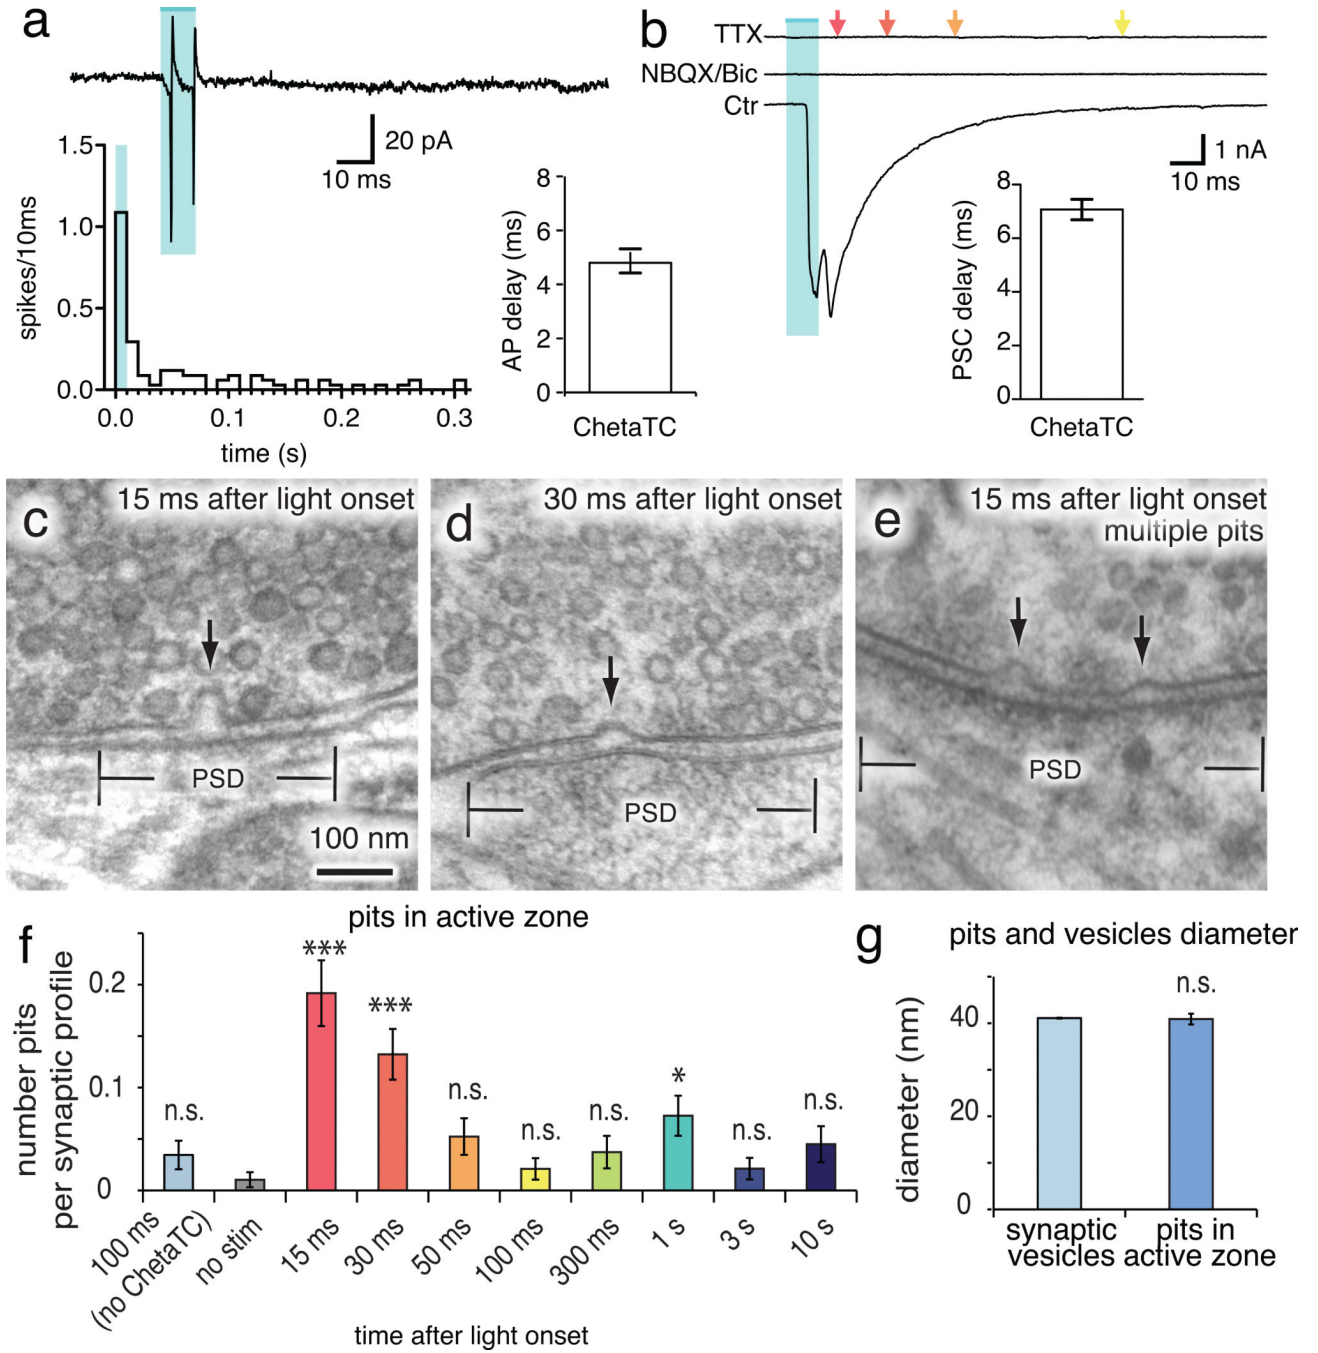 a
20 pA
10 ms
spikes/10ms
1.5
1.0
0.5
0.0
0.0 0.1 0.2 0.3
time (s)
AP delay (ms)
8
6
4
2
0
ChetaTC
b
TTX
NBQX/Bic
Ctr
1 nA
10 ms
PSC delay (ms)
8
6
4
2
0
ChetaTC
c
15 ms after light onset
PSD
100 nm
d
30 ms after light onset
PSD
e
15 ms after light onset
multiple pits
PSD
f
pits in active zone
number pits
per synaptic profile
0.2
0.1
0
n.s.
***
***
n.s.
n.s.
n.s.
*
n.s.
n.s.
100 ms
(no ChetaTC)
no stim
15 ms
30 ms
50 ms
100 ms
300 ms
1 s
3 s
10 s
time after light onset
g
pits and vesicles diameter
diameter (nm)
40
20
0
n.s.
synaptic
vesicles
pits in
active zone